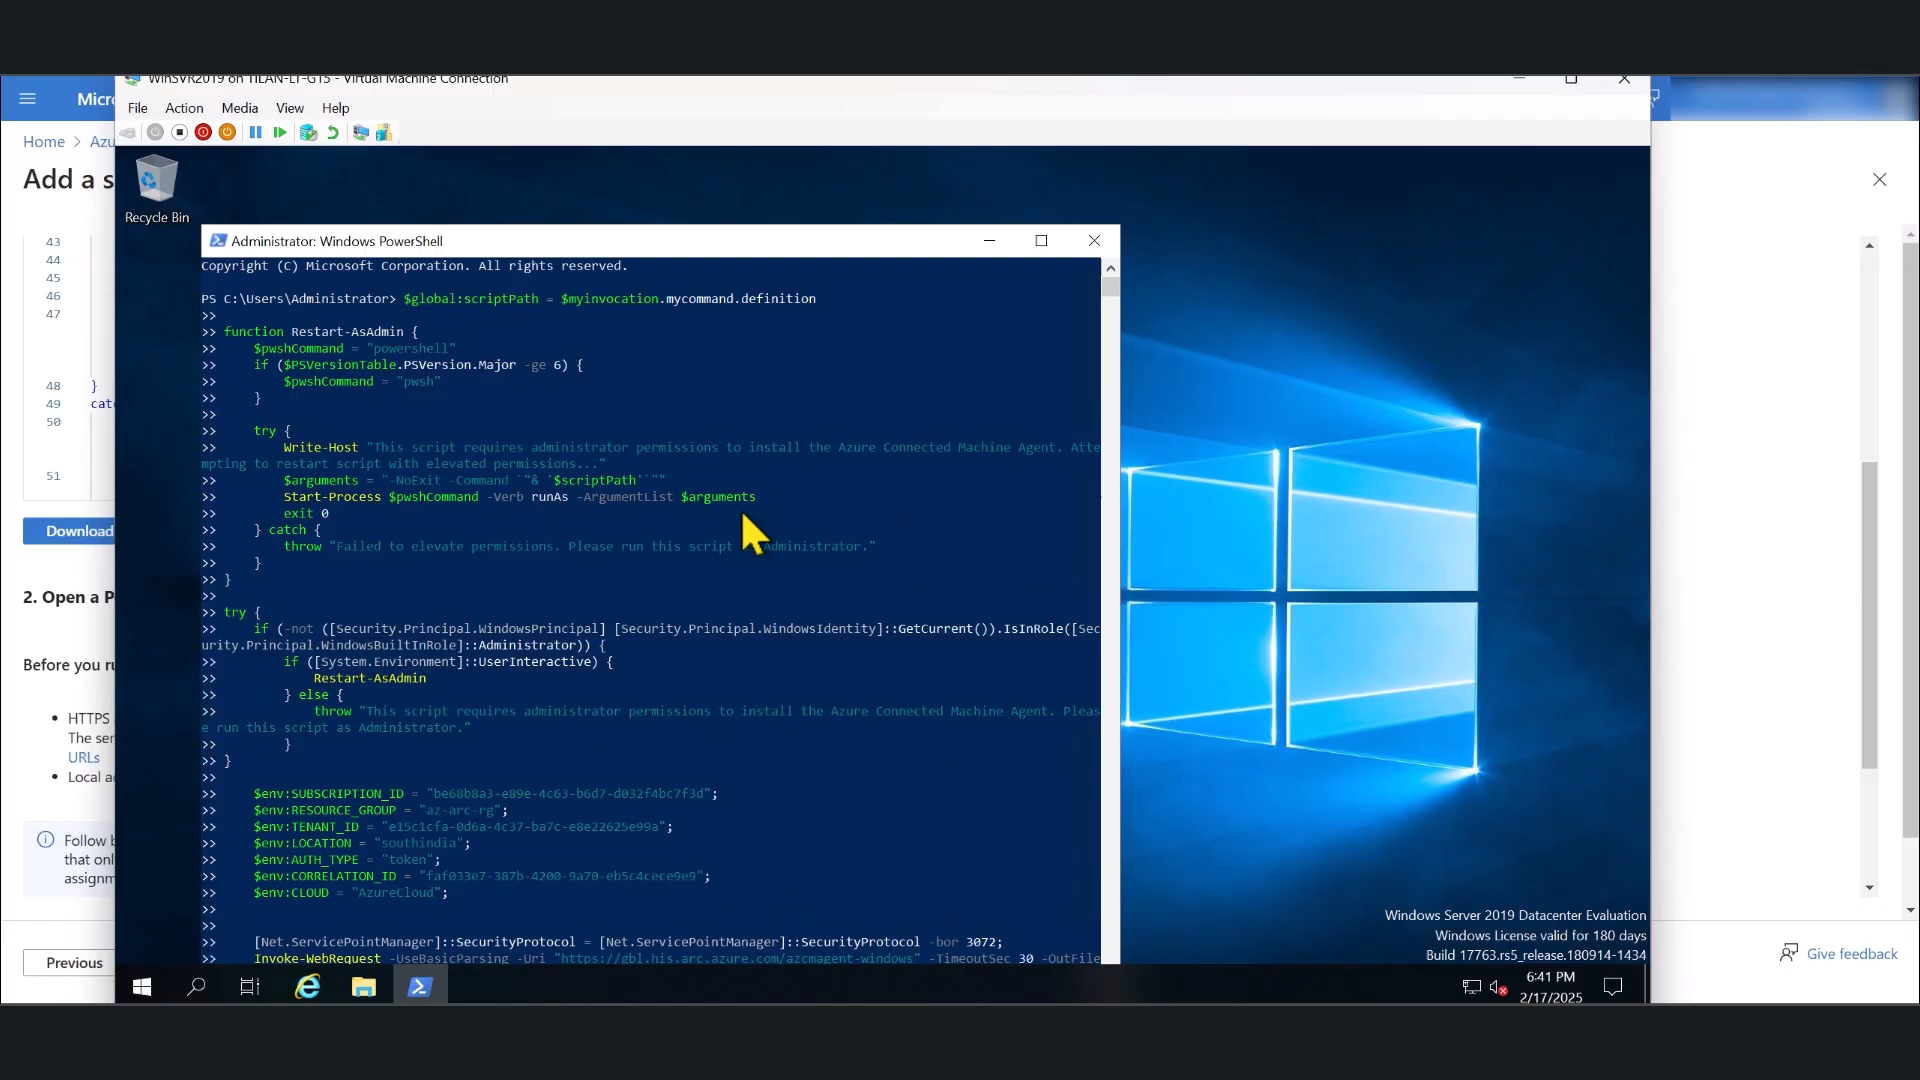 WinSVR2019 on TILAN-LT-G15 - Virtual Machine Connection
File Action Media View Help
Home > Azu
Add a s
43
44
45
46
47
48 }
49 cat
50
51
Download
2. Open a P
Before you ru
HTTPS
The ser
URLs
Local a
Follow b
that onl
assignm
Previous
Recycle Bin
Administrator: Windows PowerShell
Copyright (C) Microsoft Corporation. All rights reserved.
PS C:\Users\Administrator> $global:scriptPath = $myinvocation.mycommand.definition
>>
>> function Restart-AsAdmin {
>>     $pwshCommand = "powershell"
>>     if ($PSVersionTable.PSVersion.Major -ge 6) {
>>         $pwshCommand = "pwsh"
>>     }
>>
>>     try {
>>         Write-Host "This script requires administrator permissions to install the Azure Connected Machine Agent. Atte
mpting to restart script with elevated permissions..."
>>         $arguments = "-NoExit -Command `"& '$scriptPath'`""
>>         Start-Process $pwshCommand -Verb runAs -ArgumentList $arguments
>>         exit 0
>>     } catch {
>>         throw "Failed to elevate permissions. Please run this script Administrator."
>>     }
>> }
>>
>> try {
>>     if (-not ([Security.Principal.WindowsPrincipal] [Security.Principal.WindowsIdentity]::GetCurrent()).IsInRole([Sec
urity.Principal.WindowsBuiltInRole]::Administrator)) {
>>         if ([System.Environment]::UserInteractive) {
>>             Restart-AsAdmin
>>         } else {
>>             throw "This script requires administrator permissions to install the Azure Connected Machine Agent. Pleas
e run this script as Administrator."
>>         }
>> }
>>
>>     $env:SUBSCRIPTION_ID = "be68b8a3-e89e-4c63-b6d7-d032f4bc7f3d";
>>     $env:RESOURCE_GROUP = "az-arc-rg";
>>     $env:TENANT_ID = "e15c1cfa-0d6a-4c37-ba7c-e8e22625e99a";
>>     $env:LOCATION = "southindia";
>>     $env:AUTH_TYPE = "token";
>>     $env:CORRELATION_ID = "faf033e7-387b-4200-9a70-eb5c4cece9e9";
>>     $env:CLOUD = "AzureCloud";
>>
>>
>>     [Net.ServicePointManager]::SecurityProtocol = [Net.ServicePointManager]::SecurityProtocol -bor 3072;
>>     Invoke-WebRequest -UseBasicParsing -Uri "https://gbl.his.arc.azure.com/azcmagent-windows" -TimeoutSec 30 -OutFile
Windows Server 2019 Datacenter Evaluation
Windows License valid for 180 days
Build 17763.rs5_release.180914-1434
6:41 PM
2/17/2025
Give feedback
Micro